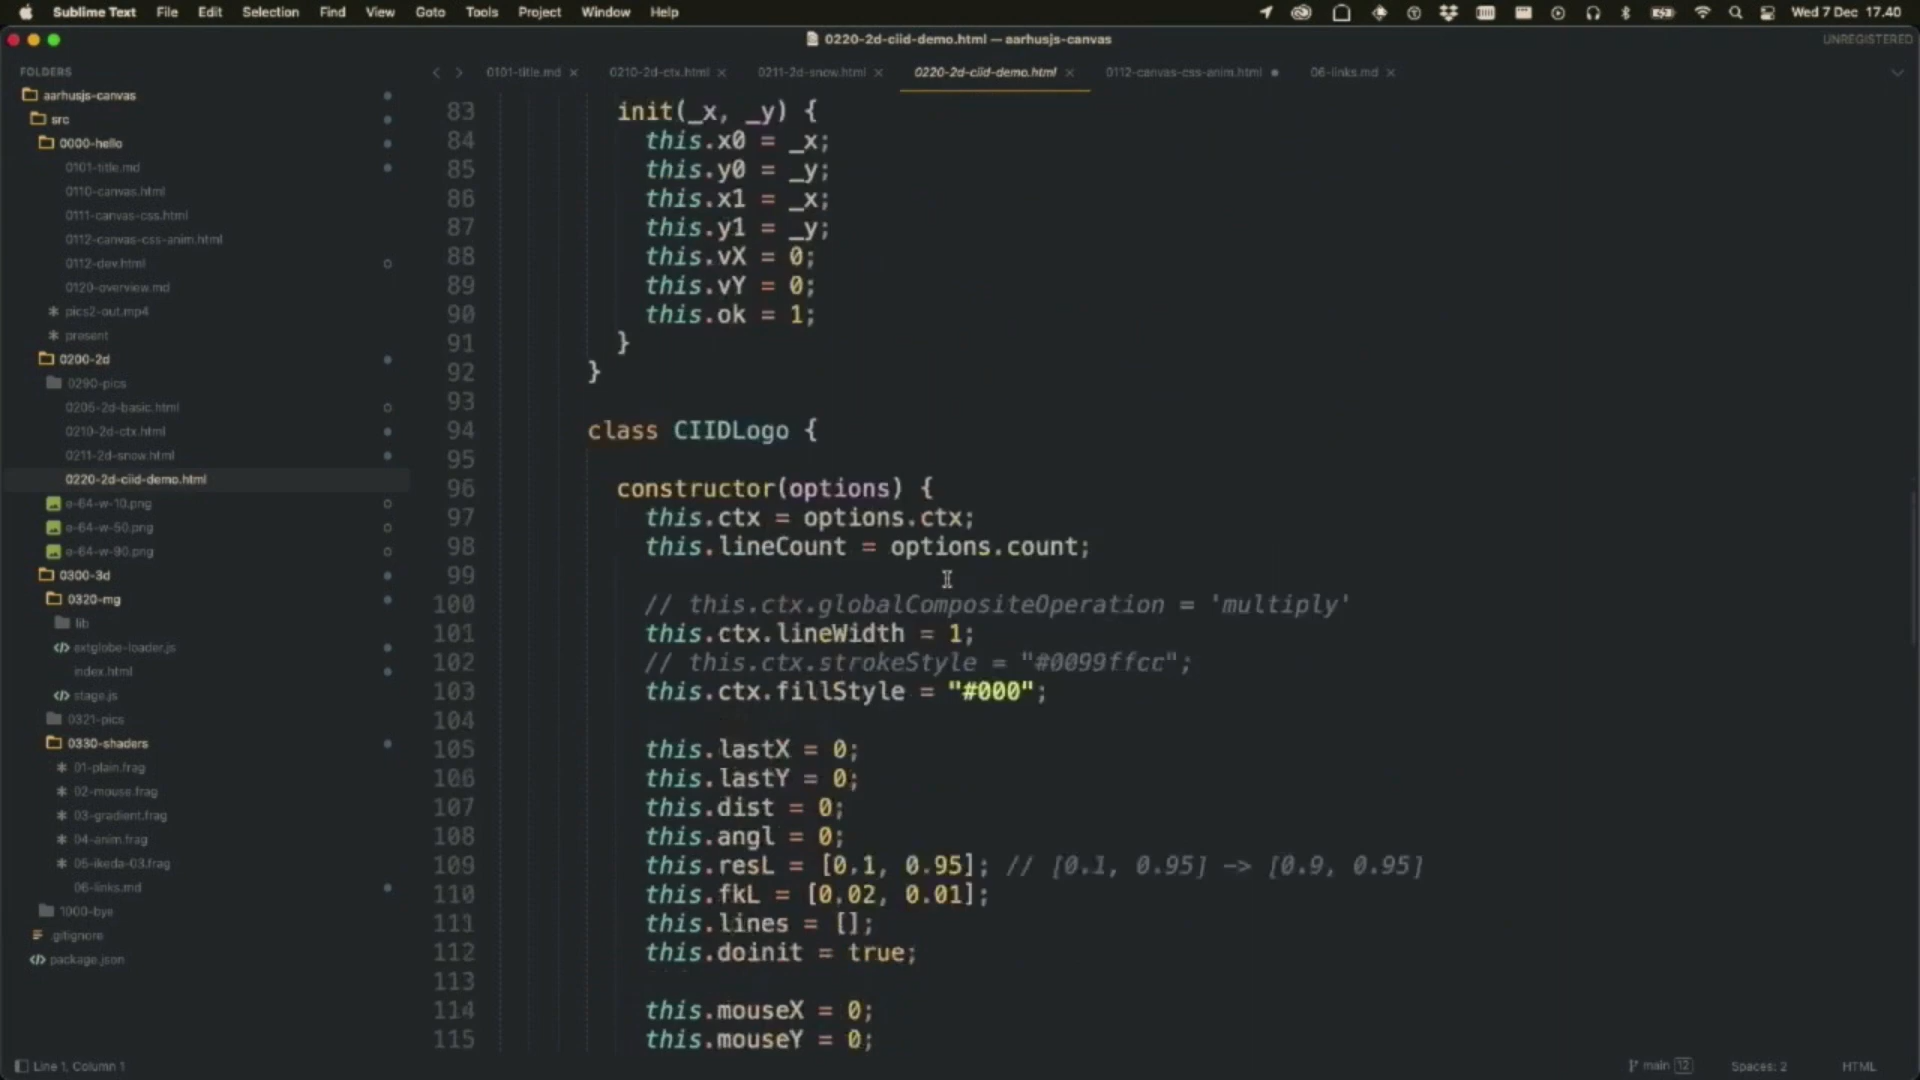 Sublime Text File Edit Selection Find View Goto Tools Project Window Help Wed 7 Dec 17.40
0220-2d-ciid-demo.html — aarhusjs-canvas UNREGISTERED
FOLDERS
0101-title.md 0210-2d-ctx.html 0211-2d-snow.html 0220-2d-ciid-demo.html 0112-canvas-css-anim.html 06-links.md
aarhusjs-canvas
src
0000-hello
0101-title.md
0110-canvas.html
0111-canvas-css.html
0112-canvas-css-anim.html
0112-dev.html
0120-overview.md
pics2-out.mp4
present
0200-2d
0290-pics
0205-2d-basic.html
0210-2d-ctx.html
0211-2d-snow.html
0220-2d-ciid-demo.html
e-64-w-10.png
e-64-w-50.png
e-64-w-90.png
0300-3d
0320-mg
lib
extglobe-loader.js
index.html
stage.js
0321-pics
0330-shaders
01-plain.frag
02-mouse.frag
03-gradient.frag
04-anim.frag
05-ikeda-03.frag
06-links.md
1000-bye
.gitignore
package.json
83 init(_x, _y) {
84 this.x0 = _x;
85 this.y0 = _y;
86 this.x1 = _x;
87 this.y1 = _y;
88 this.vX = 0;
89 this.vY = 0;
90 this.ok = 1;
91 }
92 }
93
94 class CIIDLogo {
95
96 constructor(options) {
97 this.ctx = options.ctx;
98 this.lineCount = options.count;
99
100 // this.ctx.globalCompositeOperation = 'multiply'
101 this.ctx.lineWidth = 1;
102 // this.ctx.strokeStyle = "#0099ffcc";
103 this.ctx.fillStyle = "#000";
104
105 this.lastX = 0;
106 this.lastY = 0;
107 this.dist = 0;
108 this.angl = 0;
109 this.resL = [0.1, 0.95]; // [0.1, 0.95] -> [0.9, 0.95]
110 this.fkL = [0.02, 0.01];
111 this.lines = [];
112 this.doinit = true;
113
114 this.mouseX = 0;
115 this.mouseY = 0;
Line 1, Column 1 main 12 Spaces: 2 HTML